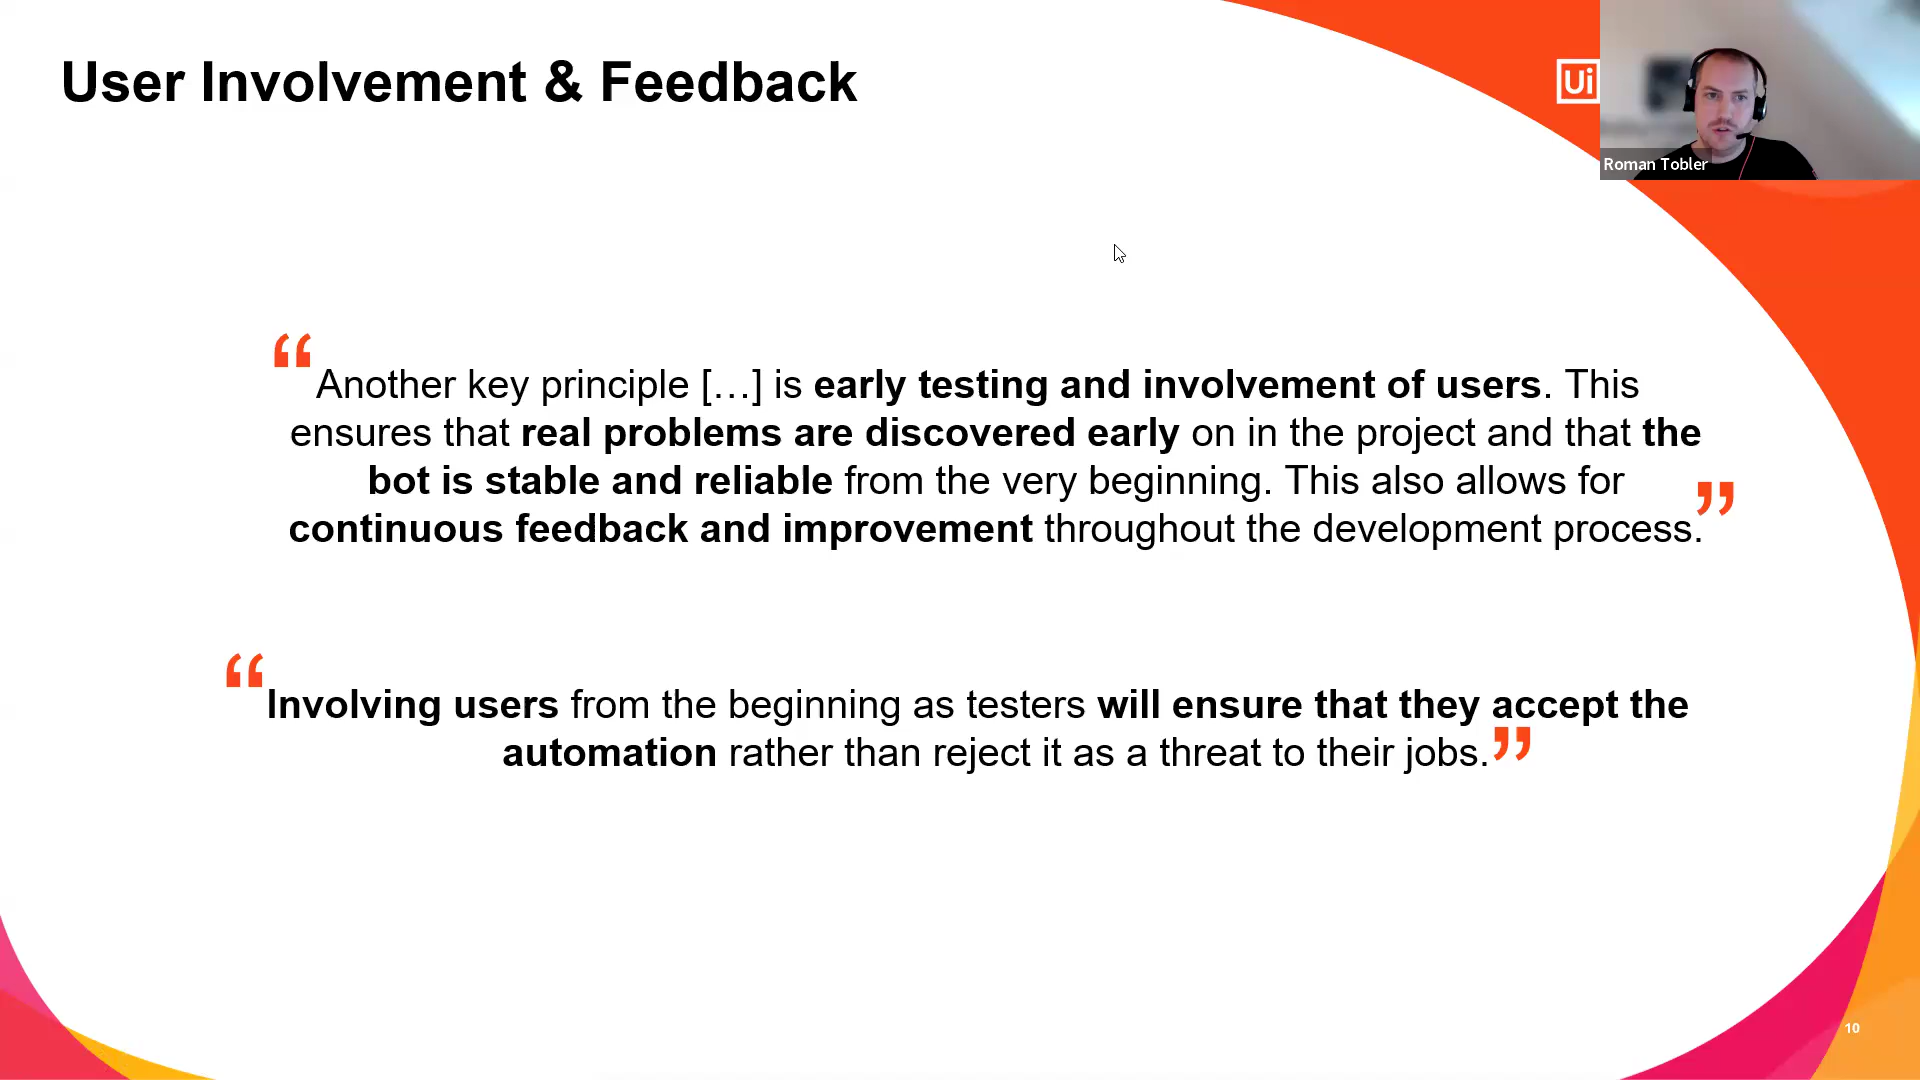 User Involvement & Feedback
Ui
Roman Tobler
“Another key principle […] is early testing and involvement of users. This
ensures that real problems are discovered early on in the project and that the
bot is stable and reliable from the very beginning. This also allows for
continuous feedback and improvement throughout the development process.”
“Involving users from the beginning as testers will ensure that they accept the
automation rather than reject it as a threat to their jobs.”
10